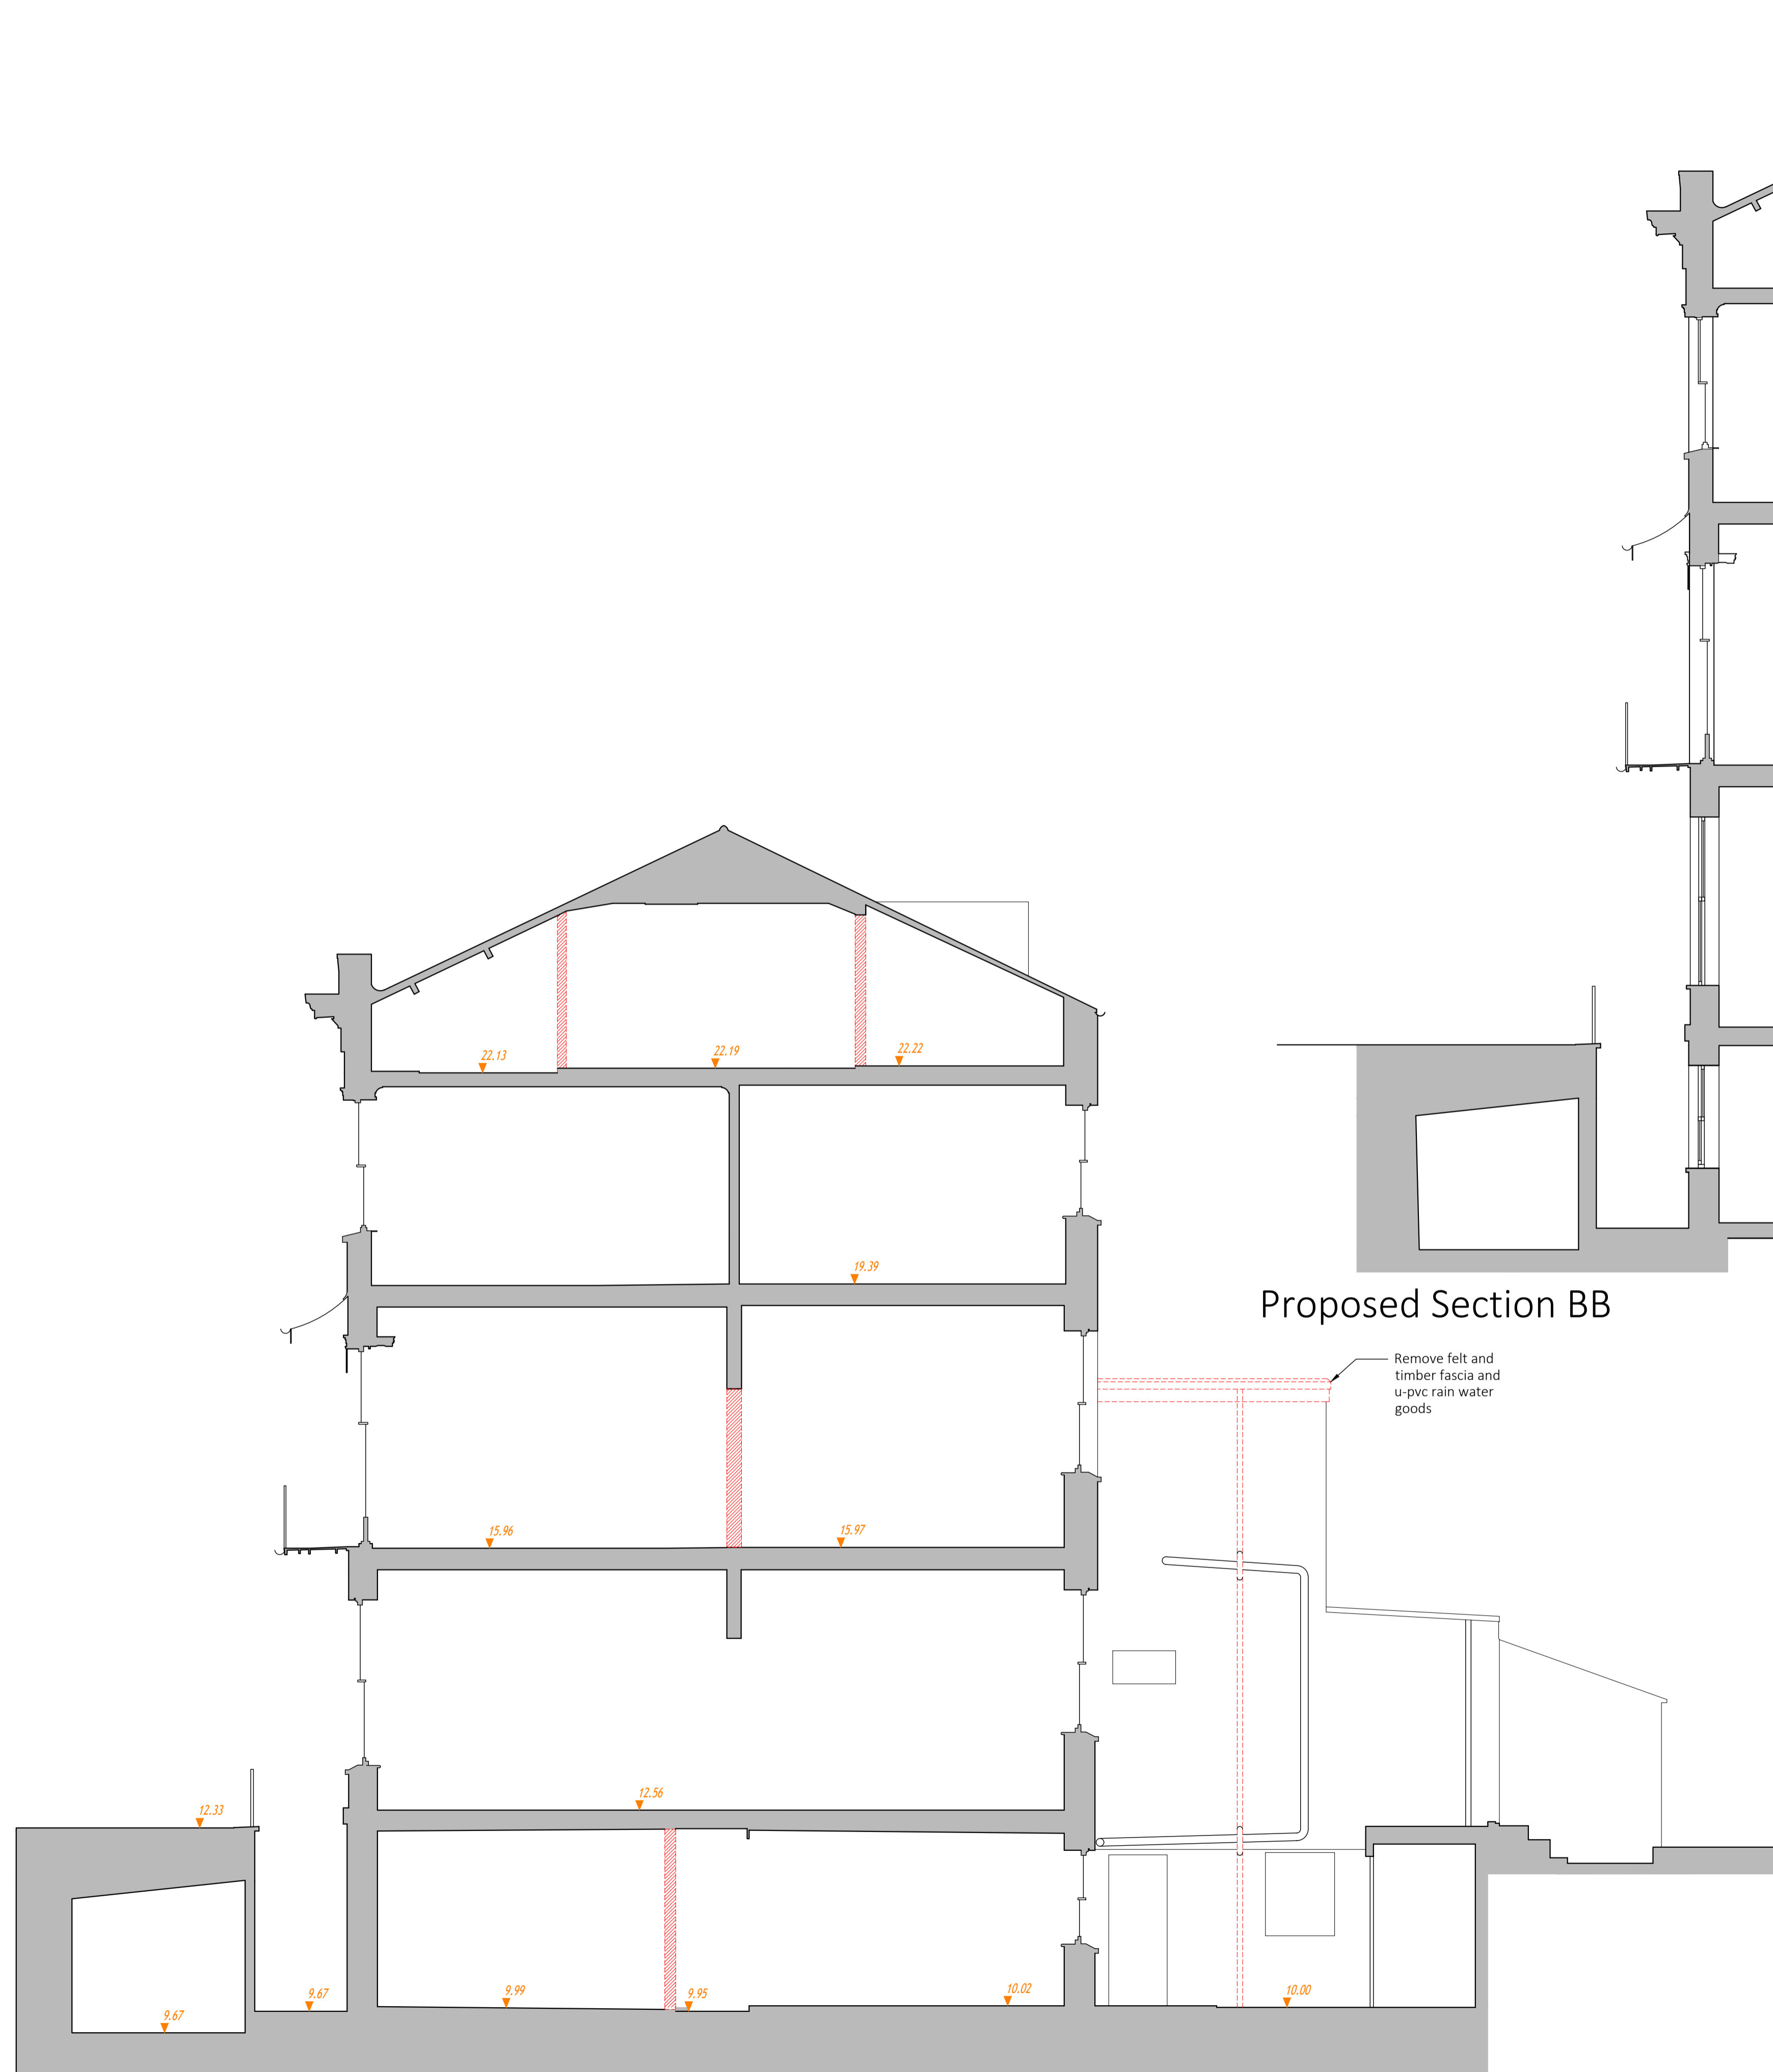 22.13
22.19
22.22
19.39
Proposed Section BB
Remove felt and
timber fascia and
u-pvc rain water
goods
15.96
15.97
12.56
12.33
9.67
9.67
9.99
9.95
10.02
10.00